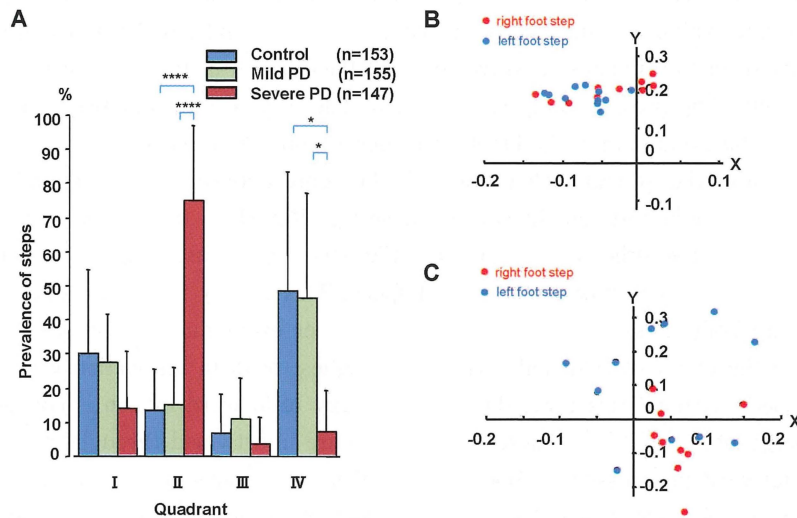 A
Control (n=153)
Mild PD (n=155)
Severe PD (n=147)
%
100
90
80
70
60
50
40
30
20
10
0
Prevalence of steps
****
****
*
*
I
II
III
IV
Quadrant
B
right foot step
left foot step
Y
0.3
0.2
0.1
0
X
-0.2
-0.1
0.1
-0.1
C
right foot step
left foot step
Y
0.3
0.2
0.1
0
X
-0.2
-0.1
0.1
0.2
-0.1
-0.2